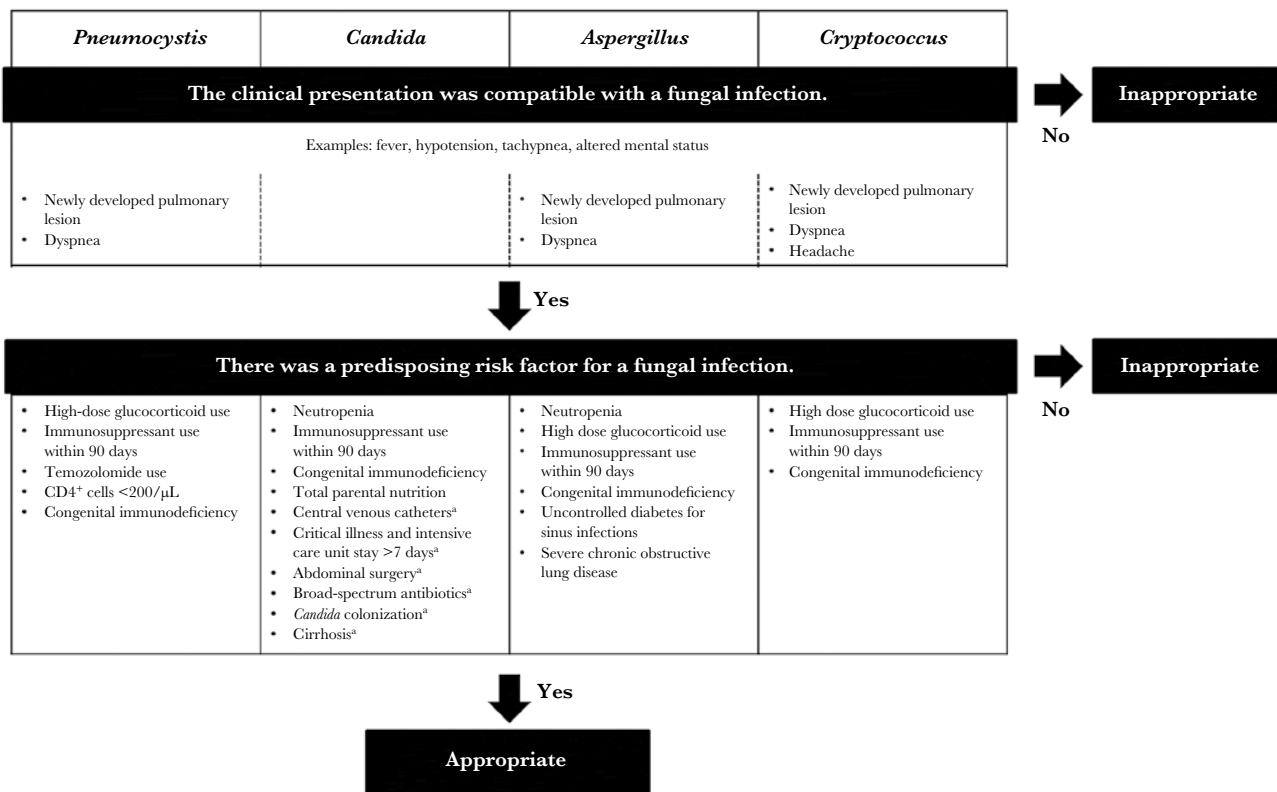 Pneumocystis
Candida
Aspergillus
Cryptococcus
The clinical presentation was compatible with a fungal infection.
No
Inappropriate
Examples: fever, hypotension, tachypnea, altered mental status
• Newly developed pulmonary
lesion
• Dyspnea
• Newly developed pulmonary
lesion
• Dyspnea
• Newly developed pulmonary
lesion
• Dyspnea
• Headache
Yes
There was a predisposing risk factor for a fungal infection.
No
Inappropriate
• High-dose glucocorticoid use
• Immunosuppressant use
within 90 days
• Temozolomide use
• CD4⁺ cells <200/μL
• Congenital immunodeficiency
• Neutropenia
• Immunosuppressant use
within 90 days
• Congenital immunodeficiency
• Total parental nutrition
• Central venous cathetersᵃ
• Critical illness and intensive
care unit stay >7 daysᵃ
• Abdominal surgeryᵃ
• Broad-spectrum antibioticsᵃ
• Candida colonizationᵃ
• Cirrhosisᵃ
• Neutropenia
• High dose glucocorticoid use
• Immunosuppressant use
within 90 days
• Congenital immunodeficiency
• Uncontrolled diabetes for
sinus infections
• Severe chronic obstructive
lung disease
• High dose glucocorticoid use
• Immunosuppressant use
within 90 days
• Congenital immunodeficiency
Yes
Appropriate